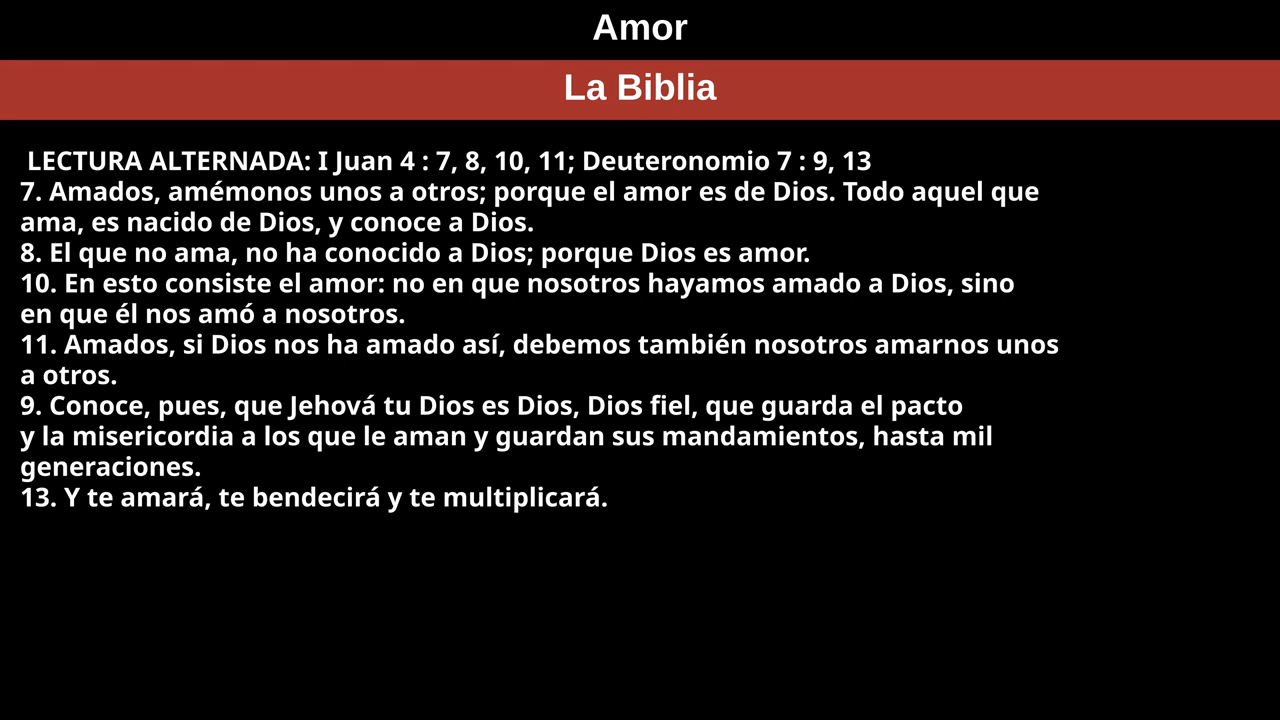 Amor
La Biblia
LECTURA ALTERNADA: I Juan 4 : 7, 8, 10, 11; Deuteronomio 7 : 9, 13
7. Amados, amémonos unos a otros; porque el amor es de Dios. Todo aquel que
ama, es nacido de Dios, y conoce a Dios.
8. El que no ama, no ha conocido a Dios; porque Dios es amor.
10. En esto consiste el amor: no en que nosotros hayamos amado a Dios, sino
en que él nos amó a nosotros.
11. Amados, si Dios nos ha amado así, debemos también nosotros amarnos unos
a otros.
9. Conoce, pues, que Jehová tu Dios es Dios, Dios fiel, que guarda el pacto
y la misericordia a los que le aman y guardan sus mandamientos, hasta mil
generaciones.
13. Y te amará, te bendecirá y te multiplicará.